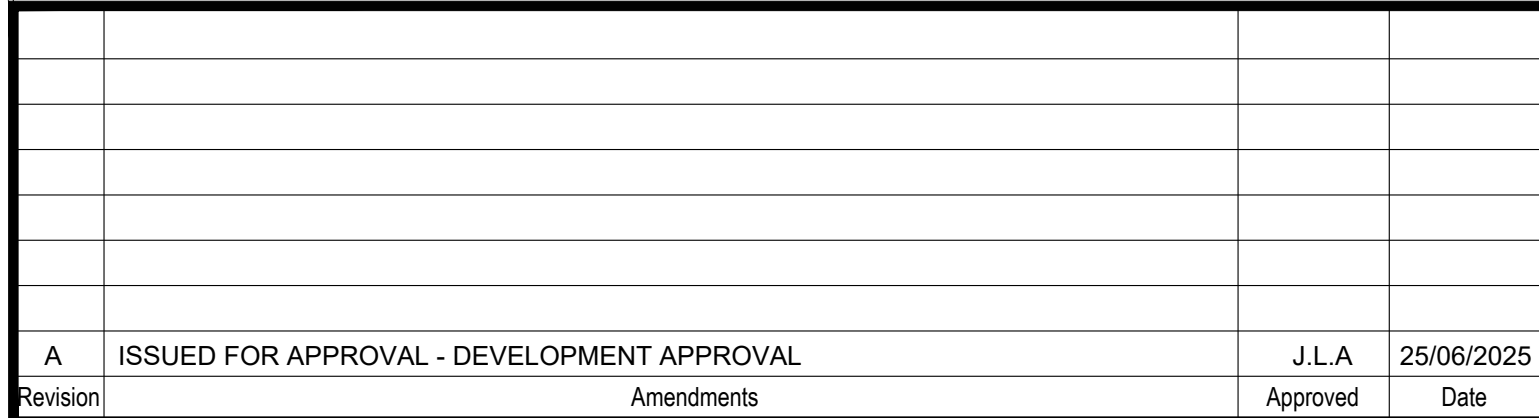 A ISSUED FOR APPROVAL - DEVELOPMENT APPROVAL J.L.A 25/06/2025
Revision Amendments Approved Date